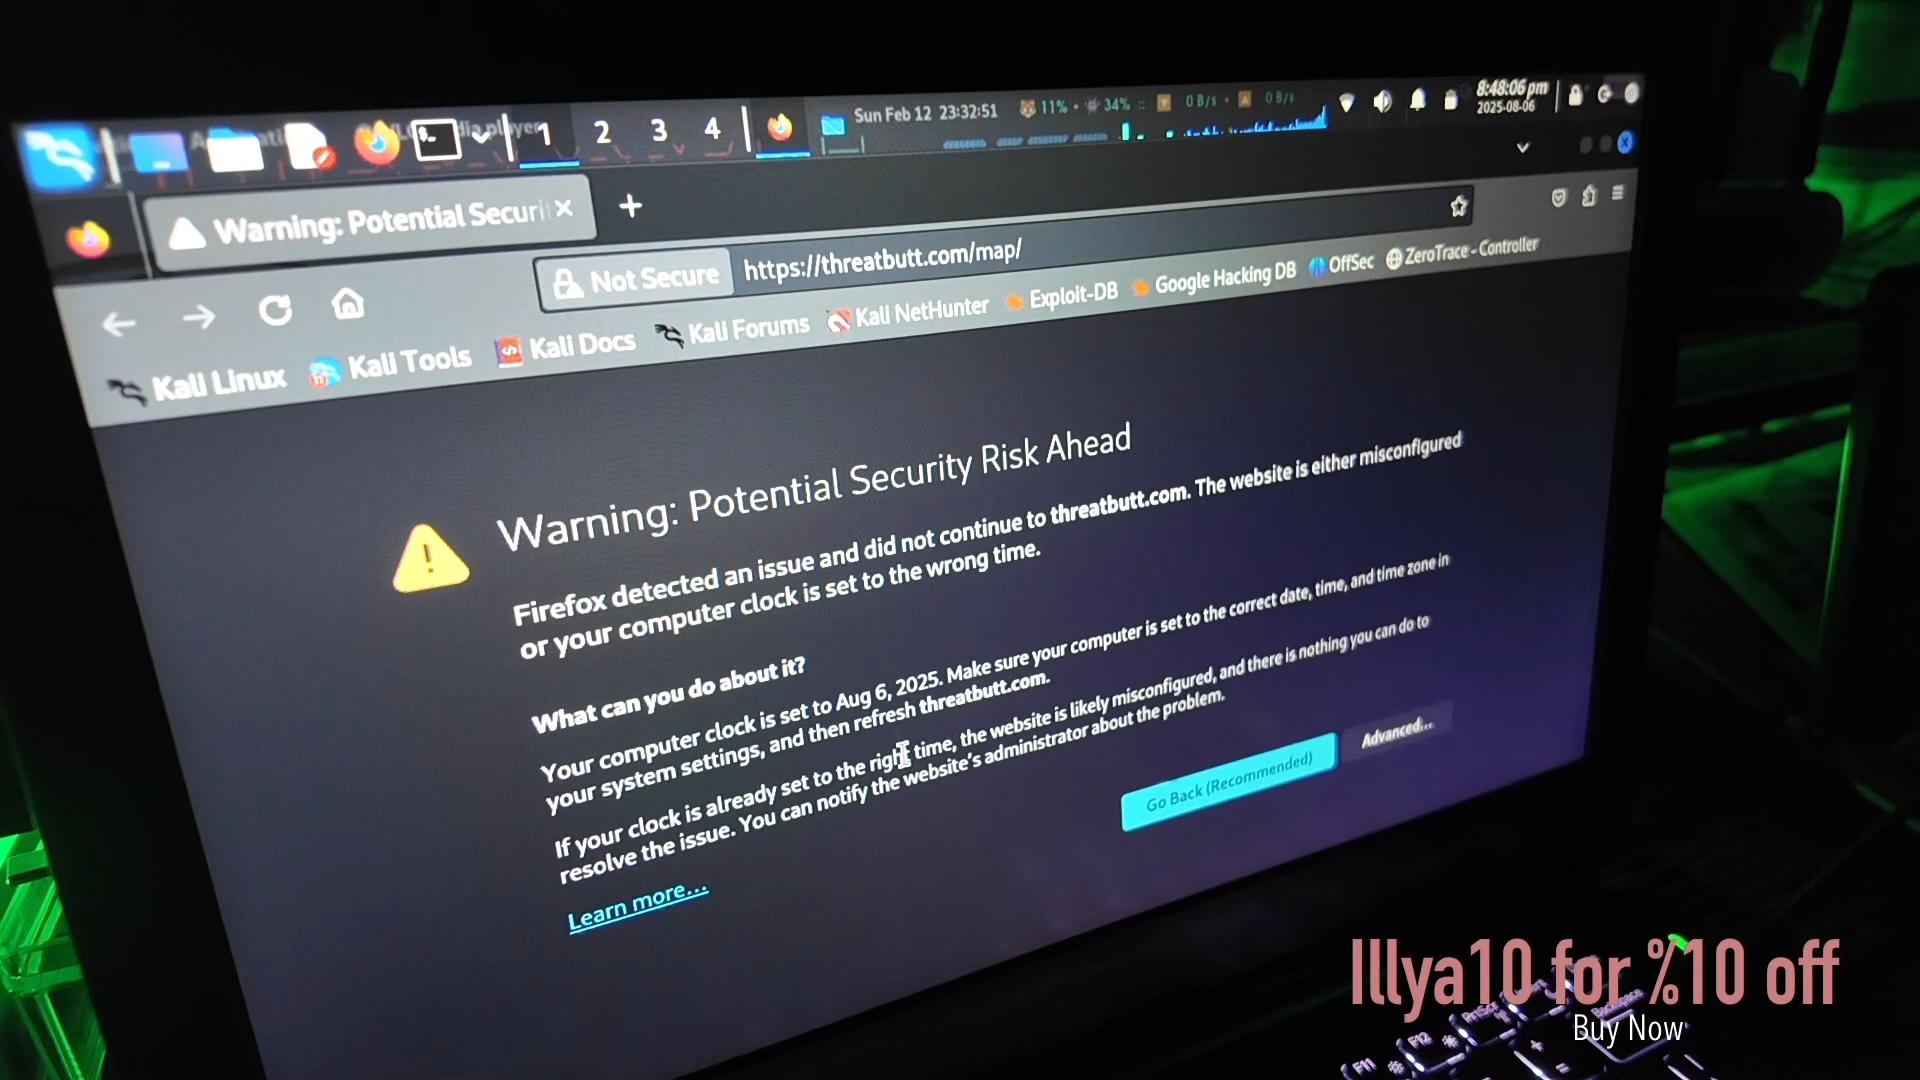 1 2 3 4
Sun Feb 12 23:32:51 11% 34% 0 B/s 0 B/s
8:48:06 pm
2025-08-06
Warning: Potential Securi
Not Secure https://threatbutt.com/map/
Kali Linux Kali Tools Kali Docs Kali Forums Kali NetHunter Exploit-DB Google Hacking DB OffSec ZeroTrace - Controller
Warning: Potential Security Risk Ahead
Firefox detected an issue and did not continue to threatbutt.com. The website is either misconfigured
or your computer clock is set to the wrong time.
What can you do about it?
Your computer clock is set to Aug 6, 2025. Make sure your computer is set to the correct date, time, and time zone in
your system settings, and then refresh threatbutt.com.
If your clock is already set to the right time, the website is likely misconfigured, and there is nothing you can do to
resolve the issue. You can notify the website's administrator about the problem.
Go Back (Recommended) Advanced...
Learn more...
Illya10 for %10 off
Buy Now
F11 F12 PrtScr Backspace